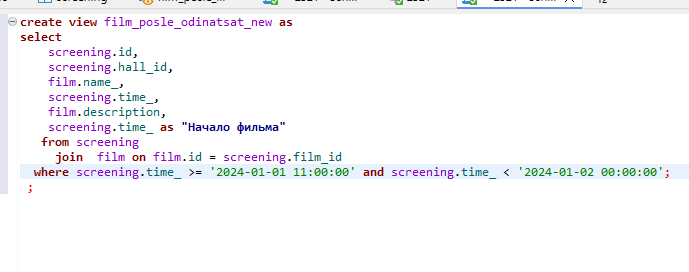 create view film_posle_odinatsat_new as
select
screening.id,
screening.hall_id,
film.name_,
screening.time_,
film.description,
screening.time_ as "Начало фильма"
from screening
join  film on film.id = screening.film_id
where screening.time_ >= '2024-01-01 11:00:00' and screening.time_ < '2024-01-02 00:00:00';
;